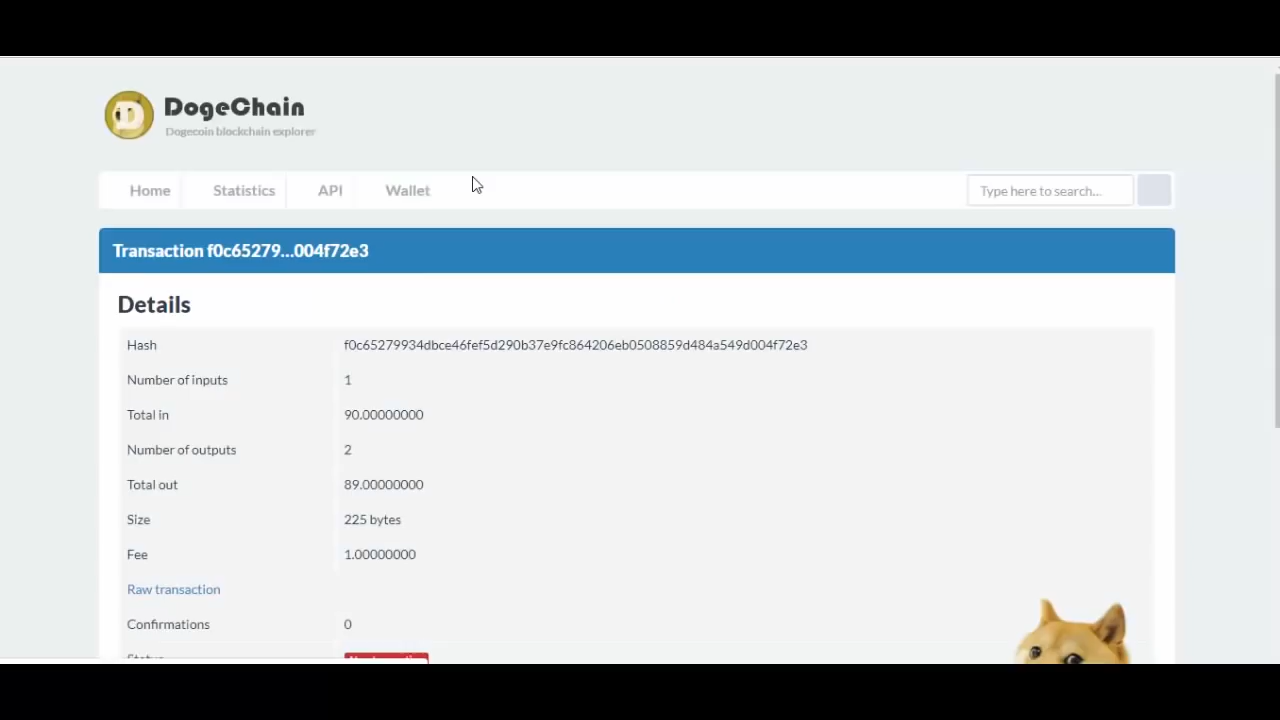 DogeChain
Dogecoin blockchain explorer
Home Statistics API Wallet Type here to search...
Transaction f0c65279...004f72e3
Details
Hash f0c65279934dbce46fef5d290b37e9fc864206eb0508859d484a549d004f72e3
Number of inputs 1
Total in 90.00000000
Number of outputs 2
Total out 89.00000000
Size 225 bytes
Fee 1.00000000
Raw transaction
Confirmations 0
Status